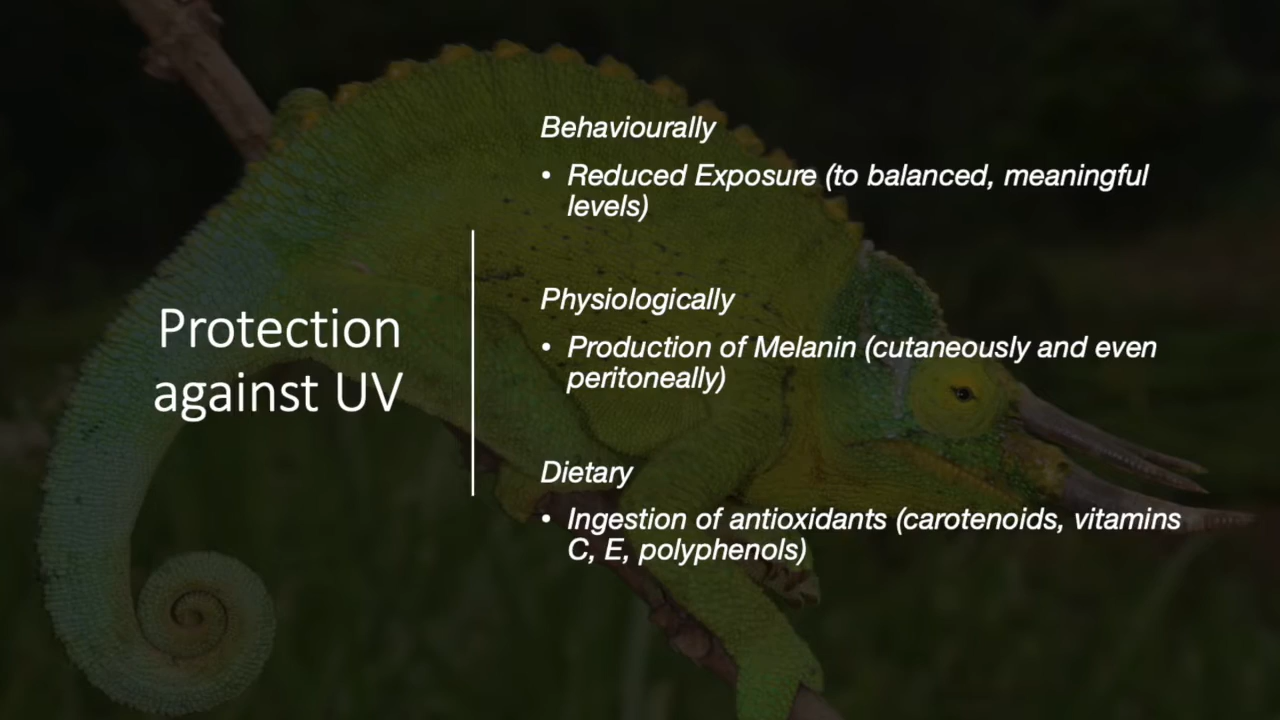 Protection
against UV
Behaviourally
• Reduced Exposure (to balanced, meaningful
levels)
Physiologically
• Production of Melanin (cutaneously and even
peritoneally)
Dietary
• Ingestion of antioxidants (carotenoids, vitamins
C, E, polyphenols)